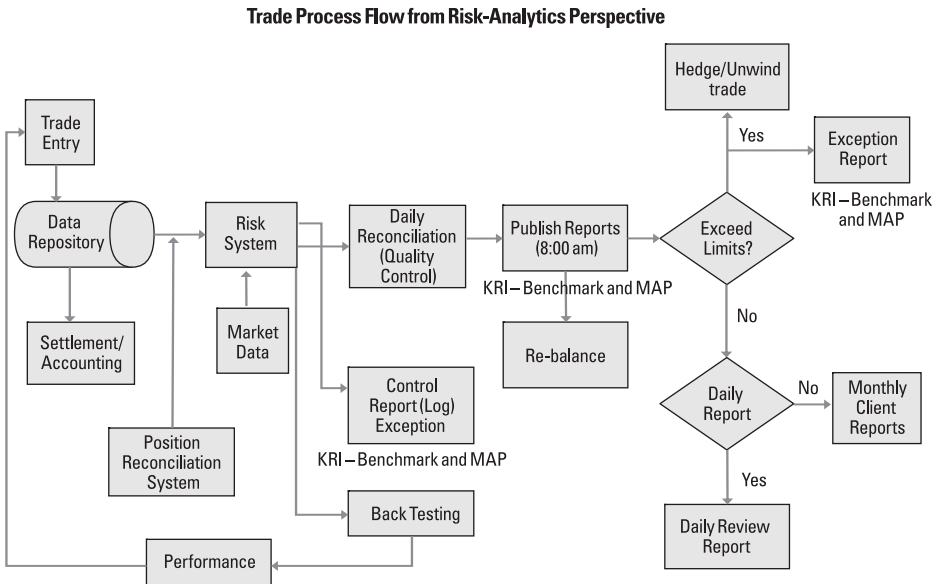 Trade Process Flow from Risk-Analytics Perspective
Hedge/Unwind
trade
Trade
Entry
Yes
Exception
Report
KRI – Benchmark
and MAP
Data
Repository
Risk
System
Daily
Reconciliation
(Quality
Control)
Publish Reports
(8:00 am)
KRI – Benchmark and MAP
Exceed
Limits?
Settlement/
Accounting
Market
Data
Re-balance
No
Control
Report (Log)
Exception
KRI – Benchmark and MAP
Daily
Report
No
Monthly
Client
Reports
Position
Reconciliation
System
Back Testing
Yes
Daily Review
Report
Performance